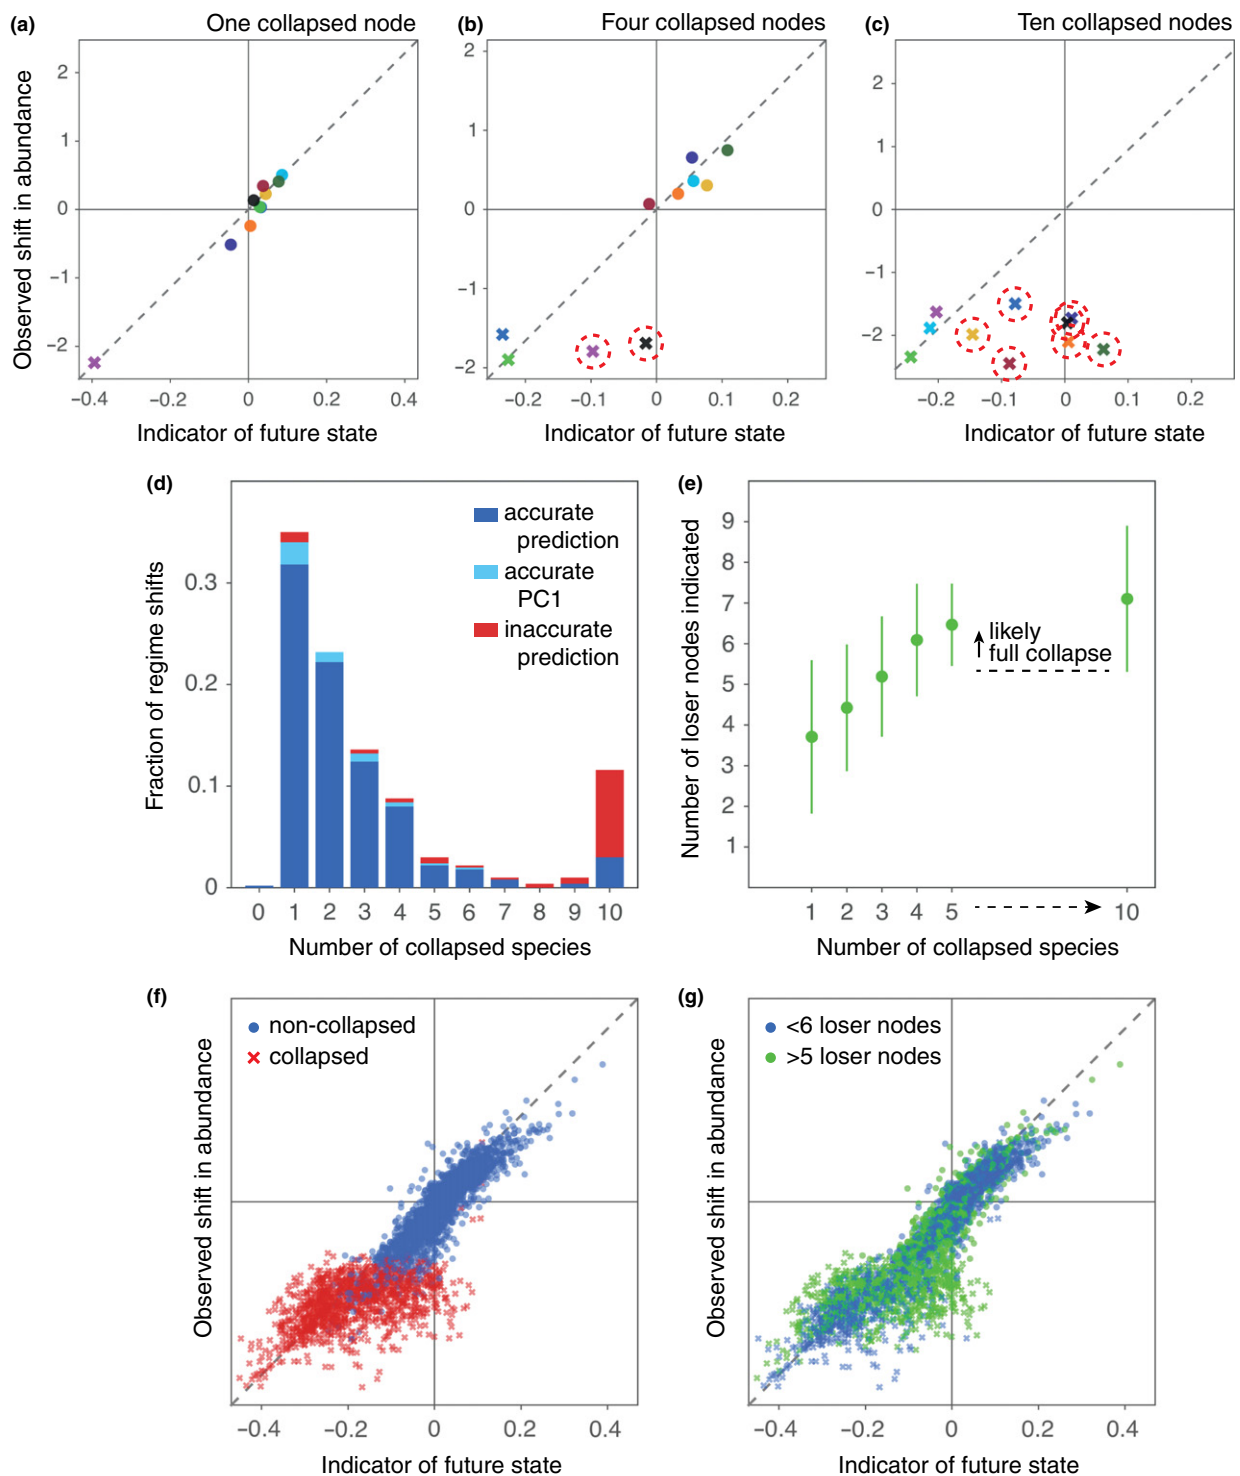 (a) One collapsed node
(b) Four collapsed nodes
(c) Ten collapsed nodes
Observed shift in abundance
2
1
0
−1
−2
−0.4 −0.2 0 0.2 0.4
Indicator of future state
2
1
0
−1
−2
−0.2 −0.1 0 0.1 0.2
Indicator of future state
2
1
0
−1
−2
−0.2 −0.1 0 0.1 0.2
Indicator of future state
(d)
Fraction of regime shifts
0.3
0.2
0.1
0
accurate
prediction
accurate
PC1
inaccurate
prediction
0 1 2 3 4 5 6 7 8 9 10
Number of collapsed species
(e)
Number of loser nodes indicated
9
8
7
6
5
4
3
2
1
likely
full collapse
1 2 3 4 5 10
Number of collapsed species
(f)
Observed shift in abundance
non-collapsed
collapsed
−0.4 −0.2 0 0.2 0.4
Indicator of future state
(g)
Observed shift in abundance
<6 loser nodes
>5 loser nodes
−0.4 −0.2 0 0.2 0.4
Indicator of future state